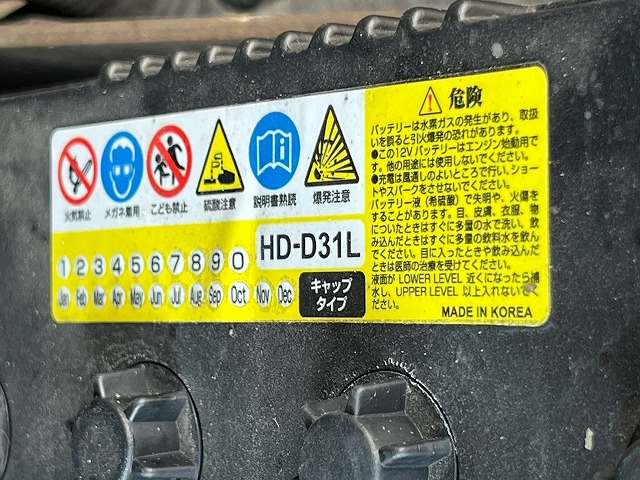 火気禁止 メガネ着用 こども禁止 硫酸注意 説明書熟読 爆発注意
1 2 3 4 5 6 7 8 9 0
Jan Feb Mar Apr May Jun Jul Aug Sep Oct Nov Dec
HD-D31L
キャップ
タイプ
危険
バッテリーは水素ガスの発生があり、取扱
いを誤ると引火爆発の恐れがあります。
●この12Vバッテリーはエンジン始動用で
す。他の用途には使用しないでください。
●充電は風通しのよいところで行い、ショー
トやスパークをさせないでください。
バッテリー液（希硫酸）で失明や、火傷を
することがあります。目、皮膚、衣服、物
についたときはすぐに多量の水で洗い、飲
み込んだときはすぐに多量の飲料水を飲ん
でください。目に入ったときや飲み込んだ
ときは医師の治療を受けてください。
液面が LOWER LEVEL 近くになったら補
水し、UPPER LEVEL 以上入れないでく
ださい。
MADE IN KOREA